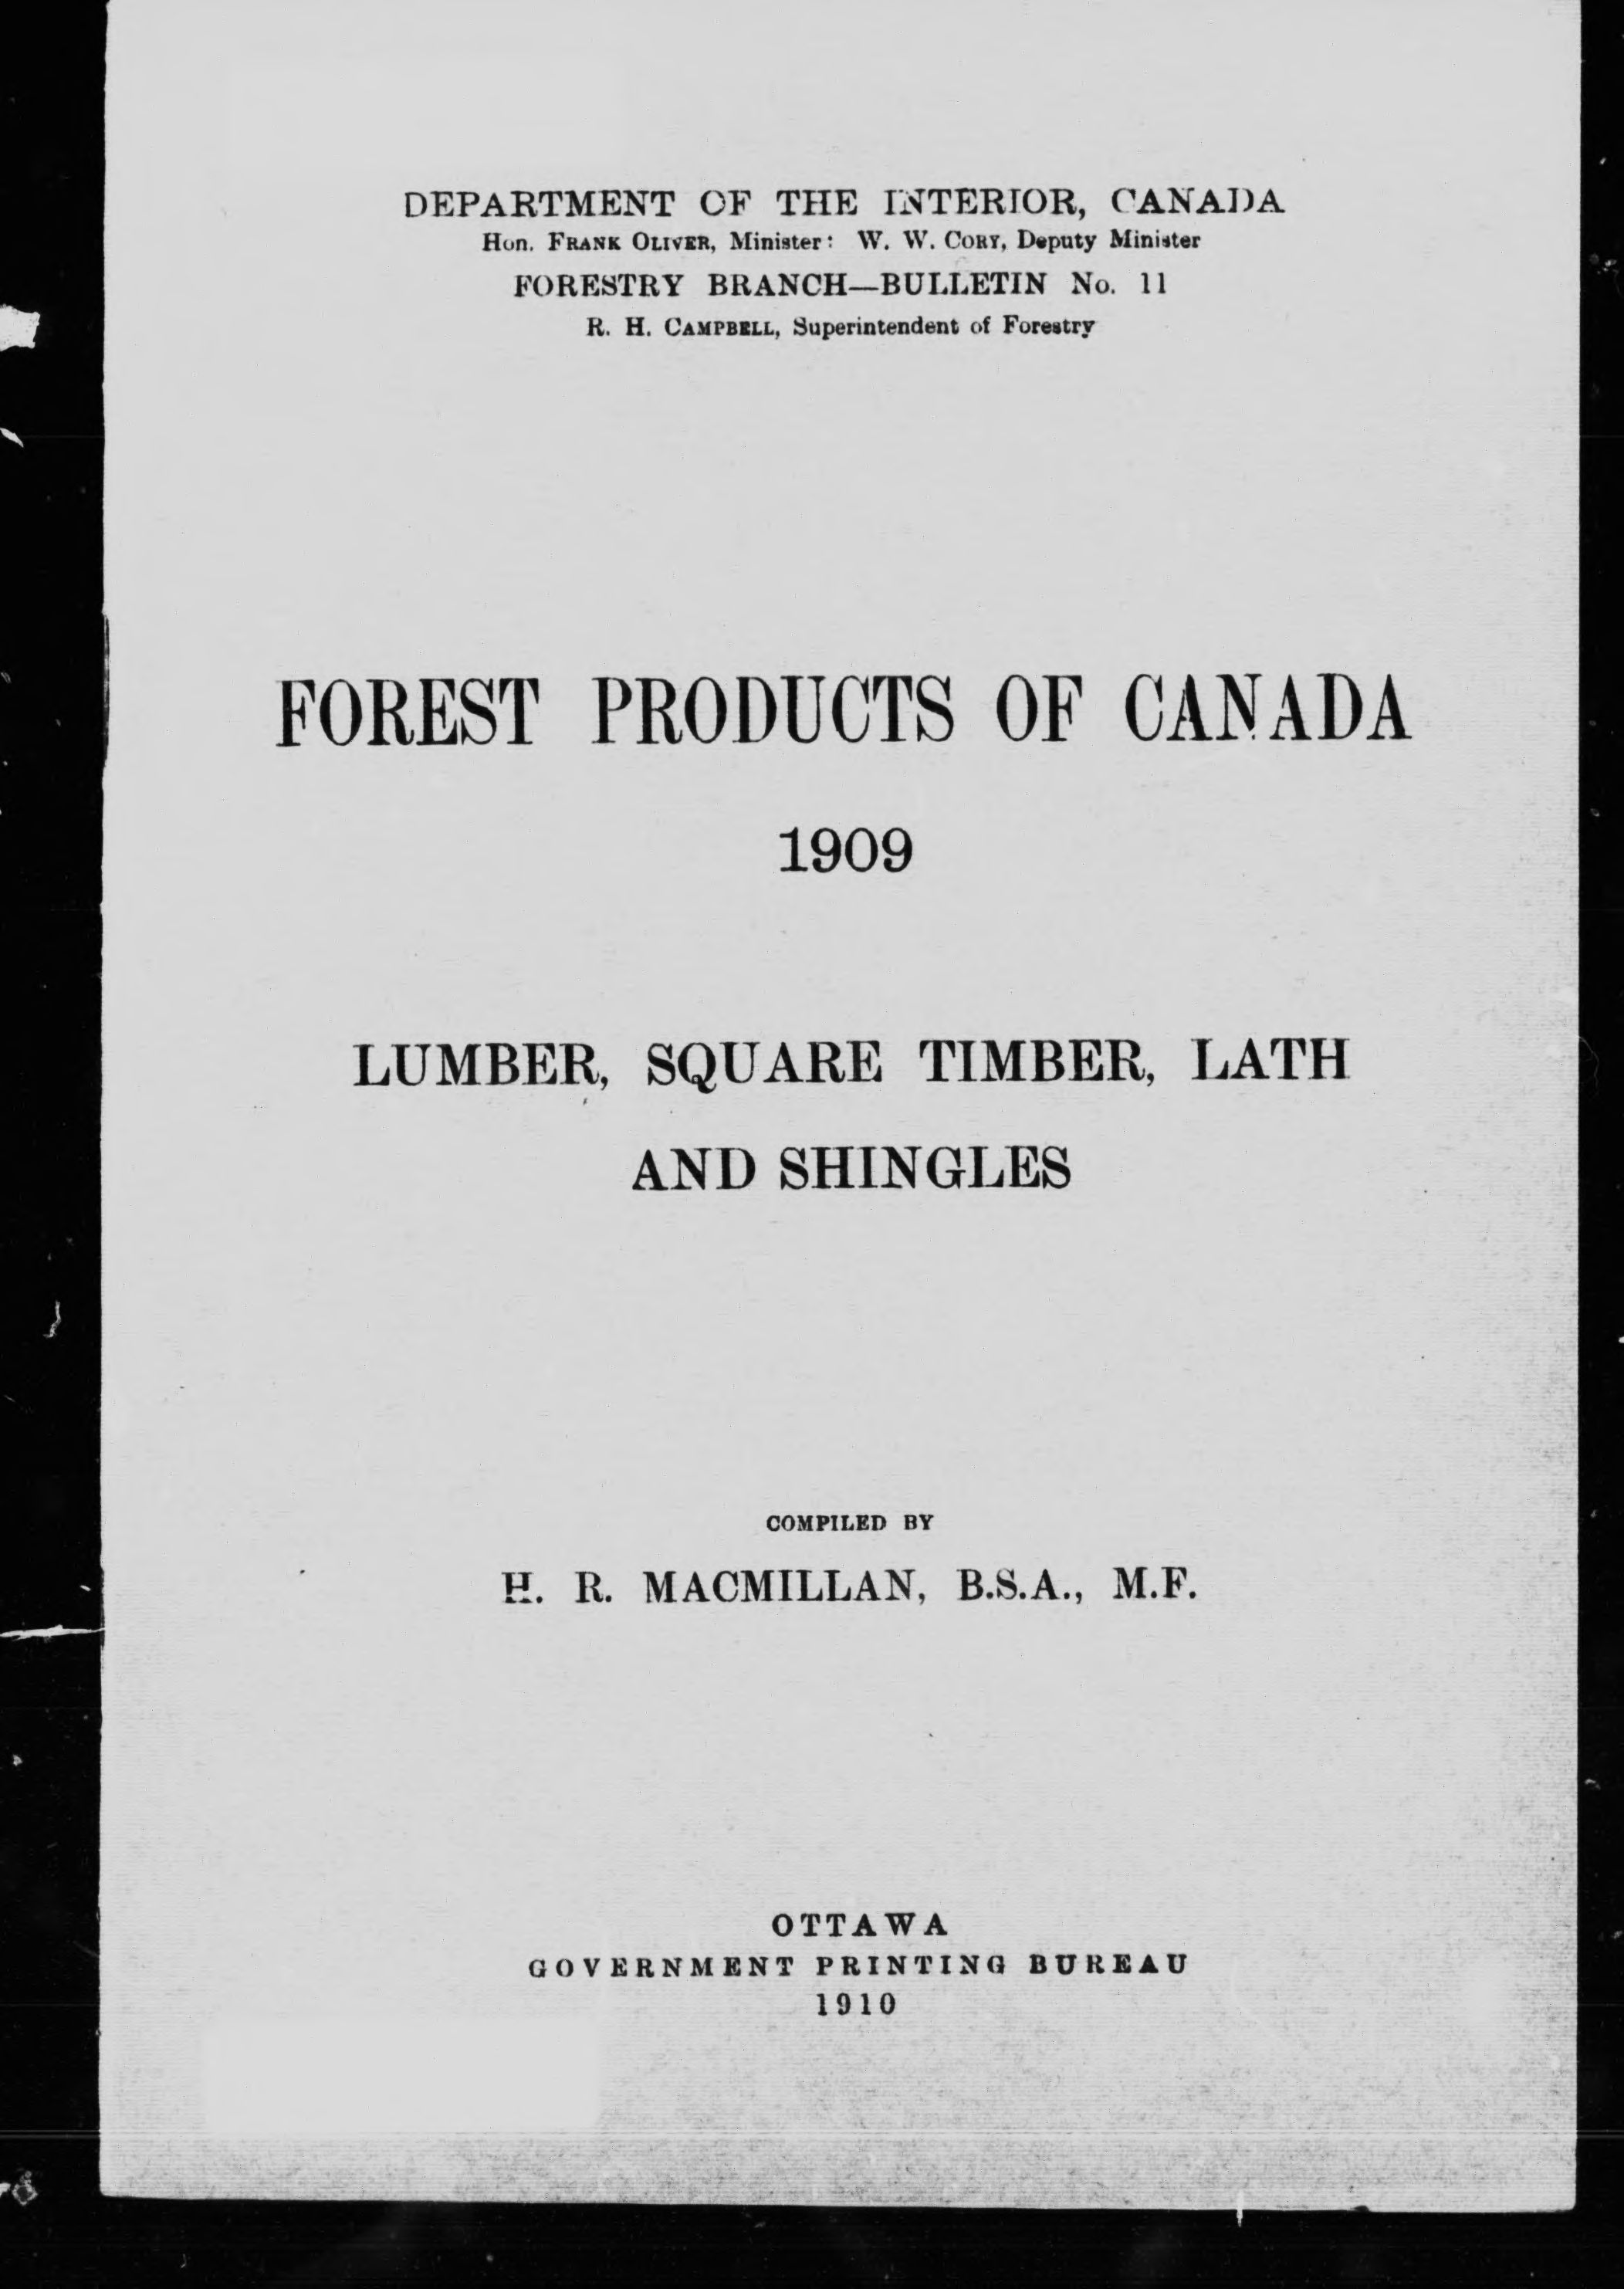 DEPARTMENT OF THE INTERIOR, CANADA
Hon. FRANK OLIVER, Minister: W. W. CORY, Deputy Minister
FORESTRY BRANCH—BULLETIN No. 11
R. H. CAMPBELL, Superintendent of Forestry
FOREST PRODUCTS OF CANADA
1909
LUMBER, SQUARE TIMBER, LATH
AND SHINGLES
COMPILED BY
H. R. MACMILLAN, B.S.A., M.F.
OTTAWA
GOVERNMENT PRINTING BUREAU
1910